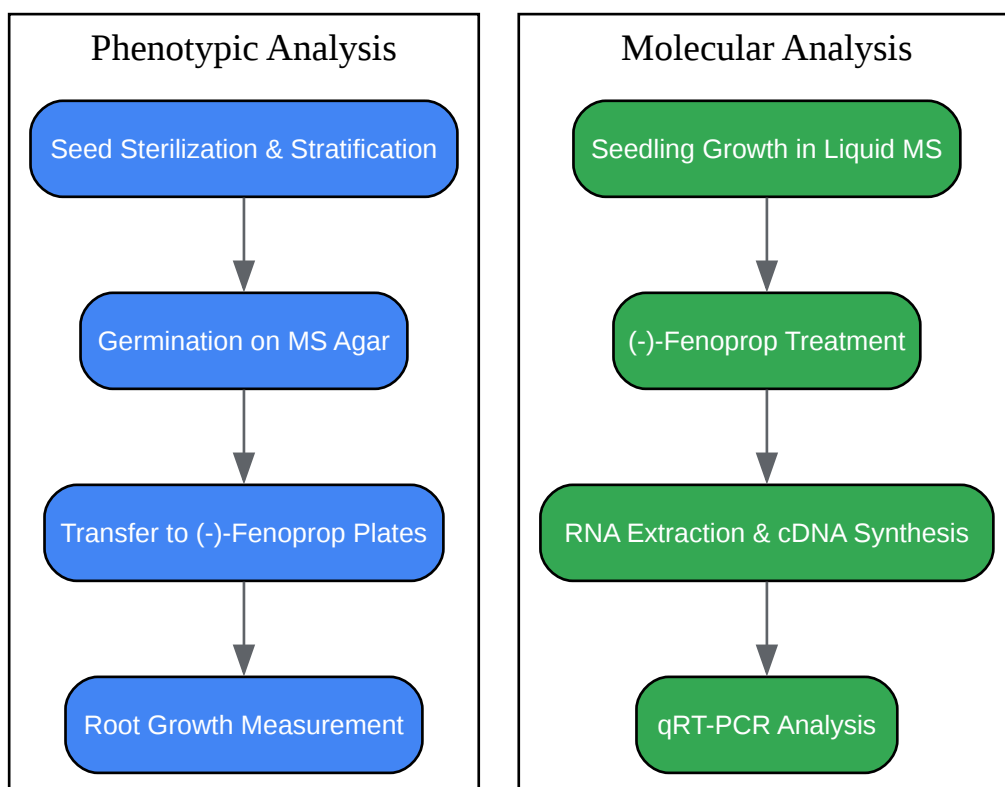 Phenotypic Analysis
Seed Sterilization & Stratification
Germination on MS Agar
Transfer to (-)-Fenoprop Plates
Root Growth Measurement
Molecular Analysis
Seedling Growth in Liquid MS
(-)-Fenoprop Treatment
RNA Extraction & cDNA Synthesis
qRT-PCR Analysis